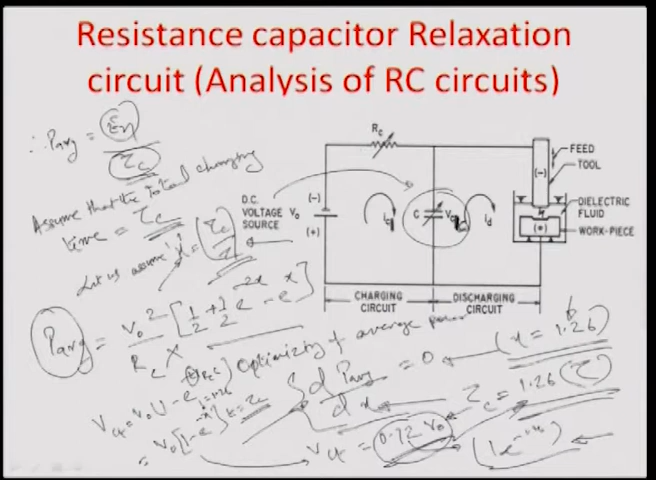 Resistance capacitor Relaxation
circuit (Analysis of RC circuits)
∴ Pavg = En
τc
Assume that the total charging
time = τc
Let us assume x = τc
τ
Rc
D.C.
VOLTAGE V₀
SOURCE
(-)
(+)
ic
C
Vc
id
FEED
(-)
TOOL
DIELECTRIC
FLUID
(+)
WORK-PIECE
CHARGING
CIRCUIT
DISCHARGING
CIRCUIT
Pavg = V₀² [1/2 + 1/2 e^-2x - e^-x]
Rc x
Optimizing of average power
d Pavg = 0
dx
(x = 1.26)
τc = 1.26 (τ)
= V₀[1-e^-x] t = τc
Vct = 0.72 V₀